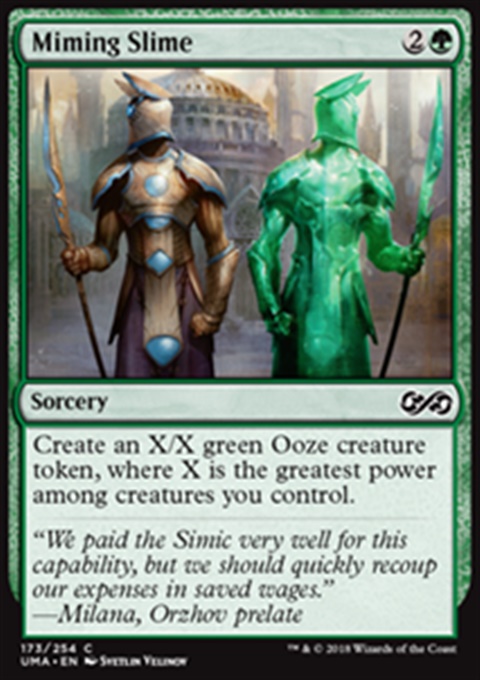 Miming Slime 2
Sorcery
Create an X/X green Ooze creature
token, where X is the greatest power
among creatures you control.
“We paid the Simic very well for this
capability, but we should quickly recoup
our expenses in saved wages.”
—Milana, Orzhov prelate
173/254 C
UMA • EN Svetlin Velinov
™ & © 2018 Wizards of the Coast